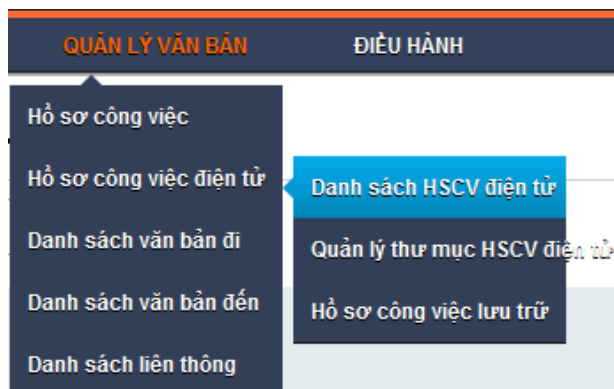 QUẢN LÝ VĂN BẢN
ĐIỀU HÀNH
Hồ sơ công việc
Hồ sơ công việc điện tử
Danh sách văn bản đi
Danh sách văn bản đến
Danh sách liên thông
Danh sách HSCV điện tử
Quản lý thư mục HSCV điện tử
Hồ sơ công việc lưu trữ